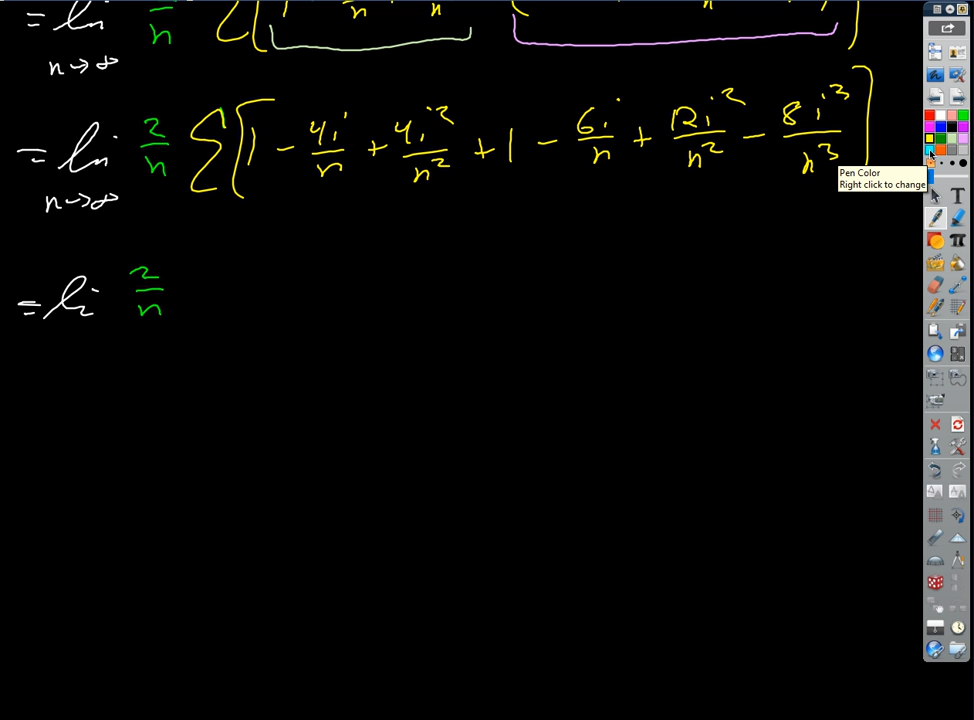 = lim 2/n Σ [1 - 4i/n + 4i²/n² + 1 - 6i/n + 12i²/n² - 8i³/n³]
n→∞
Pen Color
Right click to change
= li 2/n